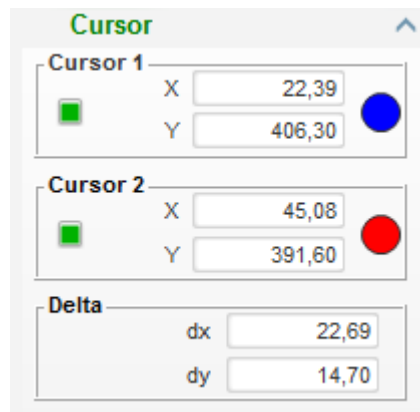 Cursor
Cursor 1
X 22,39
Y 406,30
Cursor 2
X 45,08
Y 391,60
Delta
dx 22,69
dy 14,70